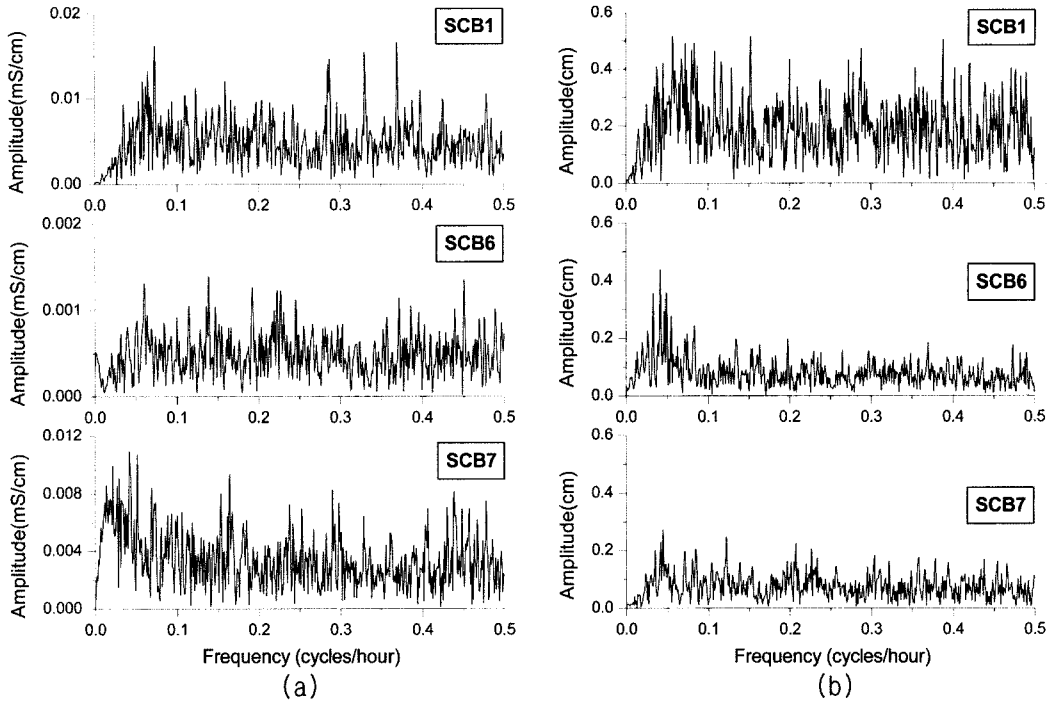 SCB1
Amplitude(mS/cm)
0.02
0.01
0.00
0.0 0.1 0.2 0.3 0.4 0.5
SCB6
Amplitude(mS/cm)
0.002
0.001
0.000
0.0 0.1 0.2 0.3 0.4 0.5
SCB7
Amplitude(mS/cm)
0.012
0.008
0.004
0.000
0.0 0.1 0.2 0.3 0.4 0.5
Frequency (cycles/hour)
(a)
SCB1
Amplitude(cm)
0.6
0.4
0.2
0.0
0.0 0.1 0.2 0.3 0.4 0.5
SCB6
Amplitude(cm)
0.6
0.4
0.2
0.0
0.0 0.1 0.2 0.3 0.4 0.5
SCB7
Amplitude(cm)
0.6
0.4
0.2
0.0
0.0 0.1 0.2 0.3 0.4 0.5
Frequency (cycles/hour)
(b)